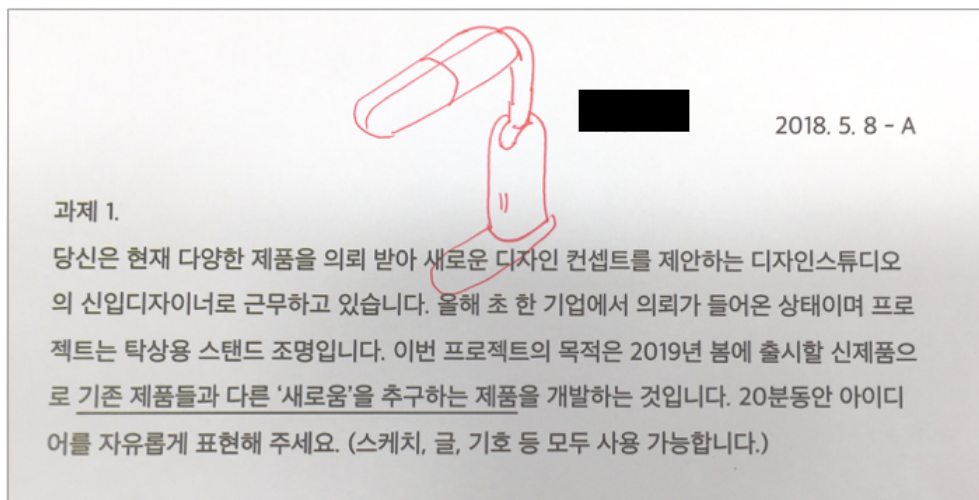 2018. 5. 8 - A
과제 1.
당신은 현재 다양한 제품을 의뢰 받아 새로운 디자인 컨셉트를 제안하는 디자인스튜디오
의 신입디자이너로 근무하고 있습니다. 올해 초 한 기업에서 의뢰가 들어온 상태이며 프로
젝트는 탁상용 스탠드 조명입니다. 이번 프로젝트의 목적은 2019년 봄에 출시할 신제품으
로 기존 제품들과 다른 ‘새로움’을 추구하는 제품을 개발하는 것입니다. 20분동안 아이디
어를 자유롭게 표현해 주세요. (스케치, 글, 기호 등 모두 사용 가능합니다.)